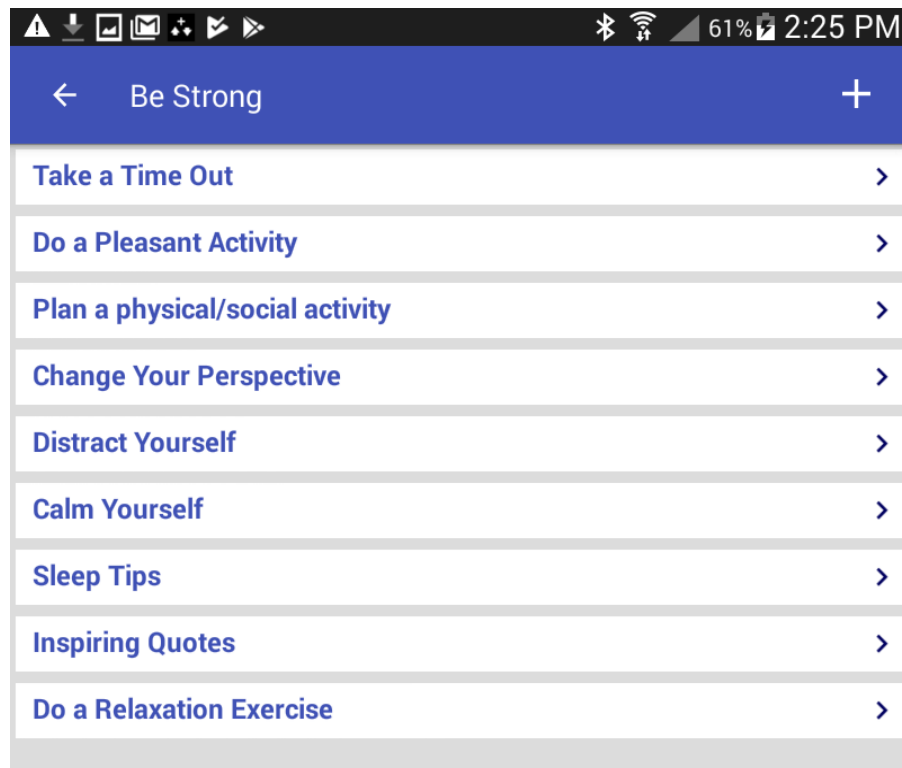 61% 2:25 PM
Be Strong
Take a Time Out
Do a Pleasant Activity
Plan a physical/social activity
Change Your Perspective
Distract Yourself
Calm Yourself
Sleep Tips
Inspiring Quotes
Do a Relaxation Exercise